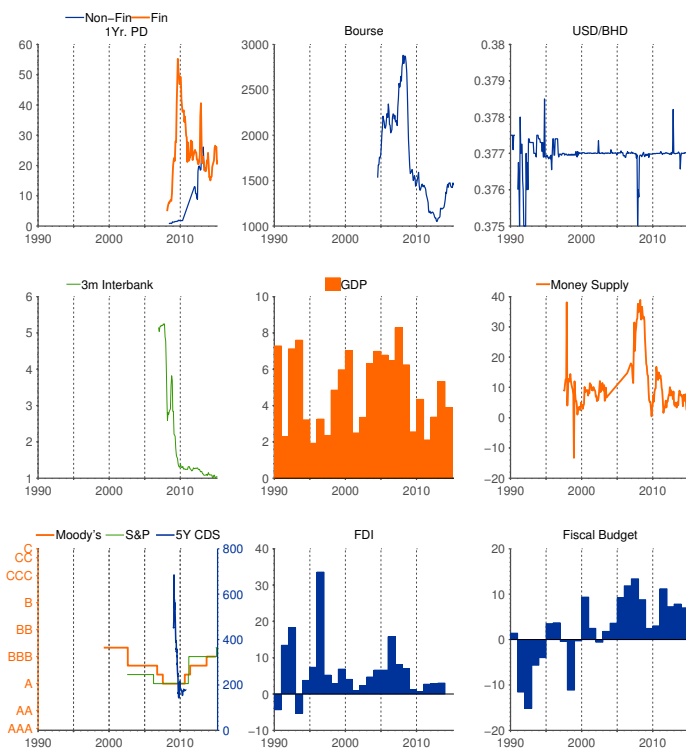 Non-Fin Fin
1Yr. PD
Bourse
USD/BHD
60
50
40
30
20
10
0
1990 2000 2010
3000
2500
2000
1500
1000
1990 2000 2010
0.38
0.379
0.378
0.377
0.376
0.375
1990 2000 2010
3m Interbank
GDP
Money Supply
6
5
4
3
2
1
1990 2000 2010
10
8
6
4
2
0
1990 2000 2010
40
30
20
10
0
-10
-20
1990 2000 2010
Moody's S&P 5Y CDS
FDI
Fiscal Budget
C
CC
CCC
B
BB
BBB
A
AA
AAA
800
600
400
200
0
1990 2000 2010
40
30
20
10
0
-10
1990 2000 2010
20
10
0
-10
-20
1990 2000 2010